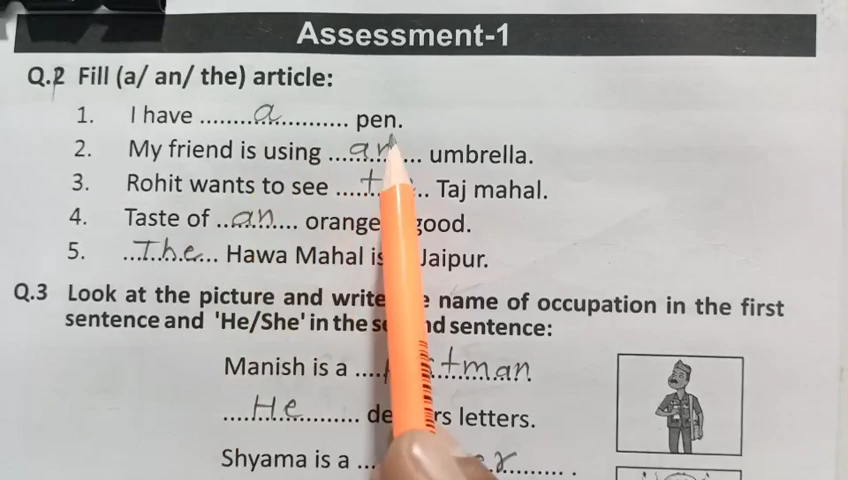 Assessment-1
Q.2 Fill (a/ an/ the) article:
1. I have .........a............ pen.
2. My friend is using ......an...... umbrella.
3. Rohit wants to see ............ Taj mahal.
4. Taste of ...an....... orange good.
5. ...The... Hawa Mahal is Jaipur.
Q.3 Look at the picture and write name of occupation in the first
sentence and 'He/She' in the second sentence:
Manish is a .... tman
....He............ letters.
Shyama is a ... ............ .